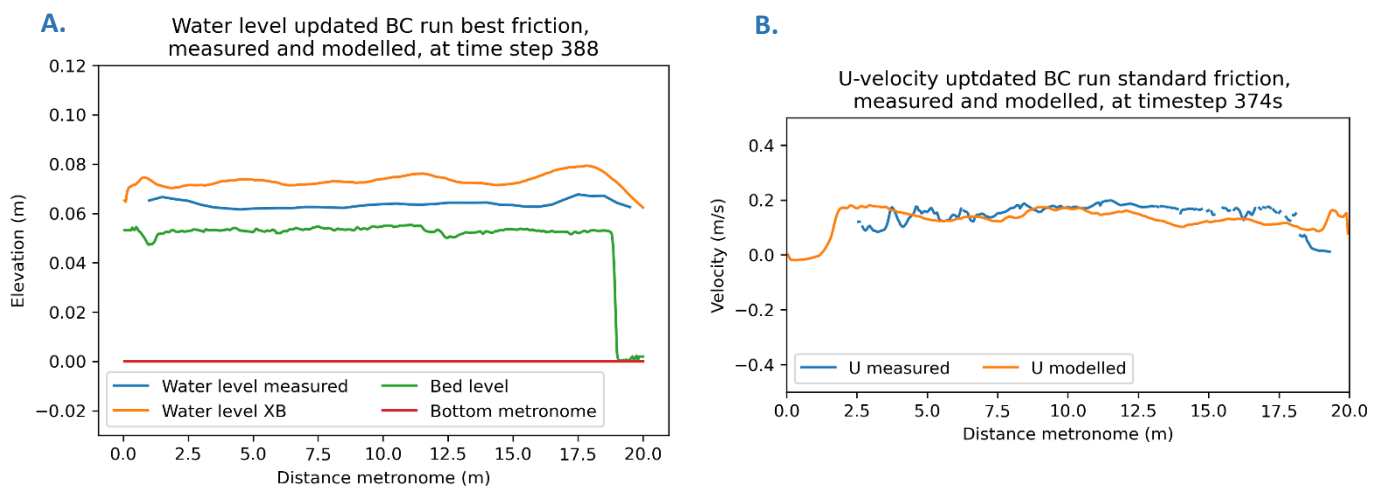 A.
Water level updated BC run best friction,
measured and modelled, at time step 388
Elevation (m)
0.12
0.10
0.08
0.06
0.04
0.02
0.00
−0.02
Water level measured
Water level XB
Bed level
Bottom metronome
0.0 2.5 5.0 7.5 10.0 12.5 15.0 17.5 20.0
Distance metronome (m)
B.
U-velocity uptdated BC run standard friction,
measured and modelled, at timestep 374s
Velocity (m/s)
0.4
0.2
0.0
−0.2
−0.4
U measured
U modelled
0.0 2.5 5.0 7.5 10.0 12.5 15.0 17.5 20.0
Distance metronome (m)